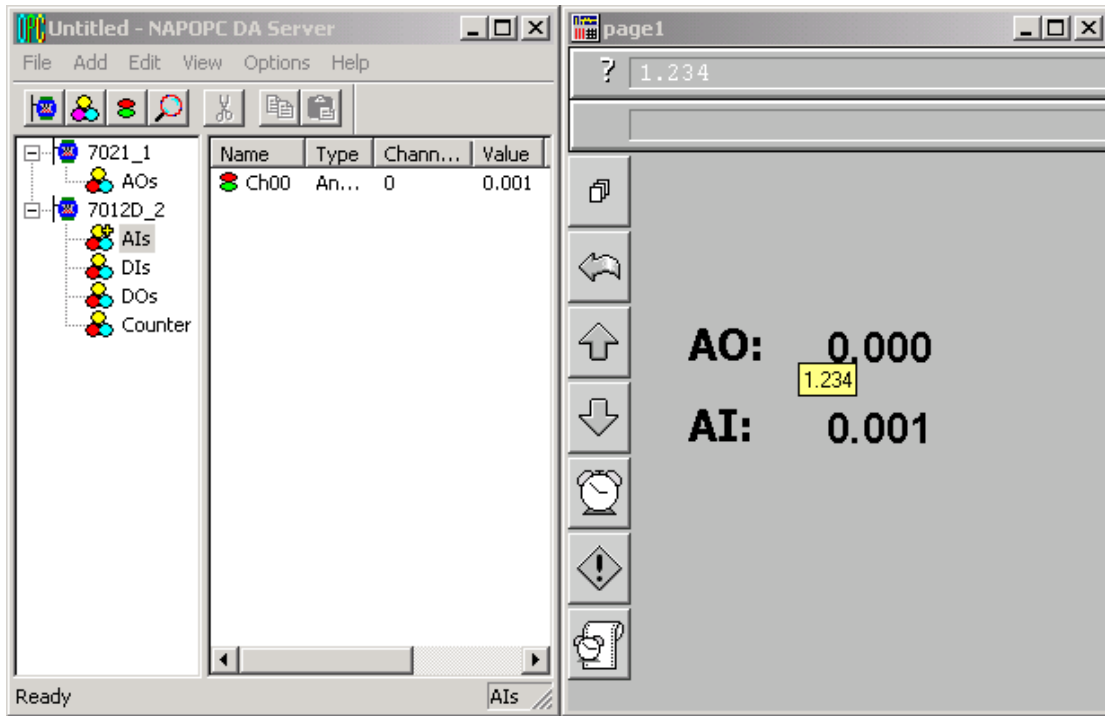 Untitled - NAPOPC DA Server
File Add Edit View Options Help
7021_1
AOs
7012D_2
AIs
DIs
DOs
Counter
Name Type Chann... Value
Ch00 An... 0 0.001
Ready AIs
page1
? 1.234
AO: 0.000
1.234
AI: 0.001